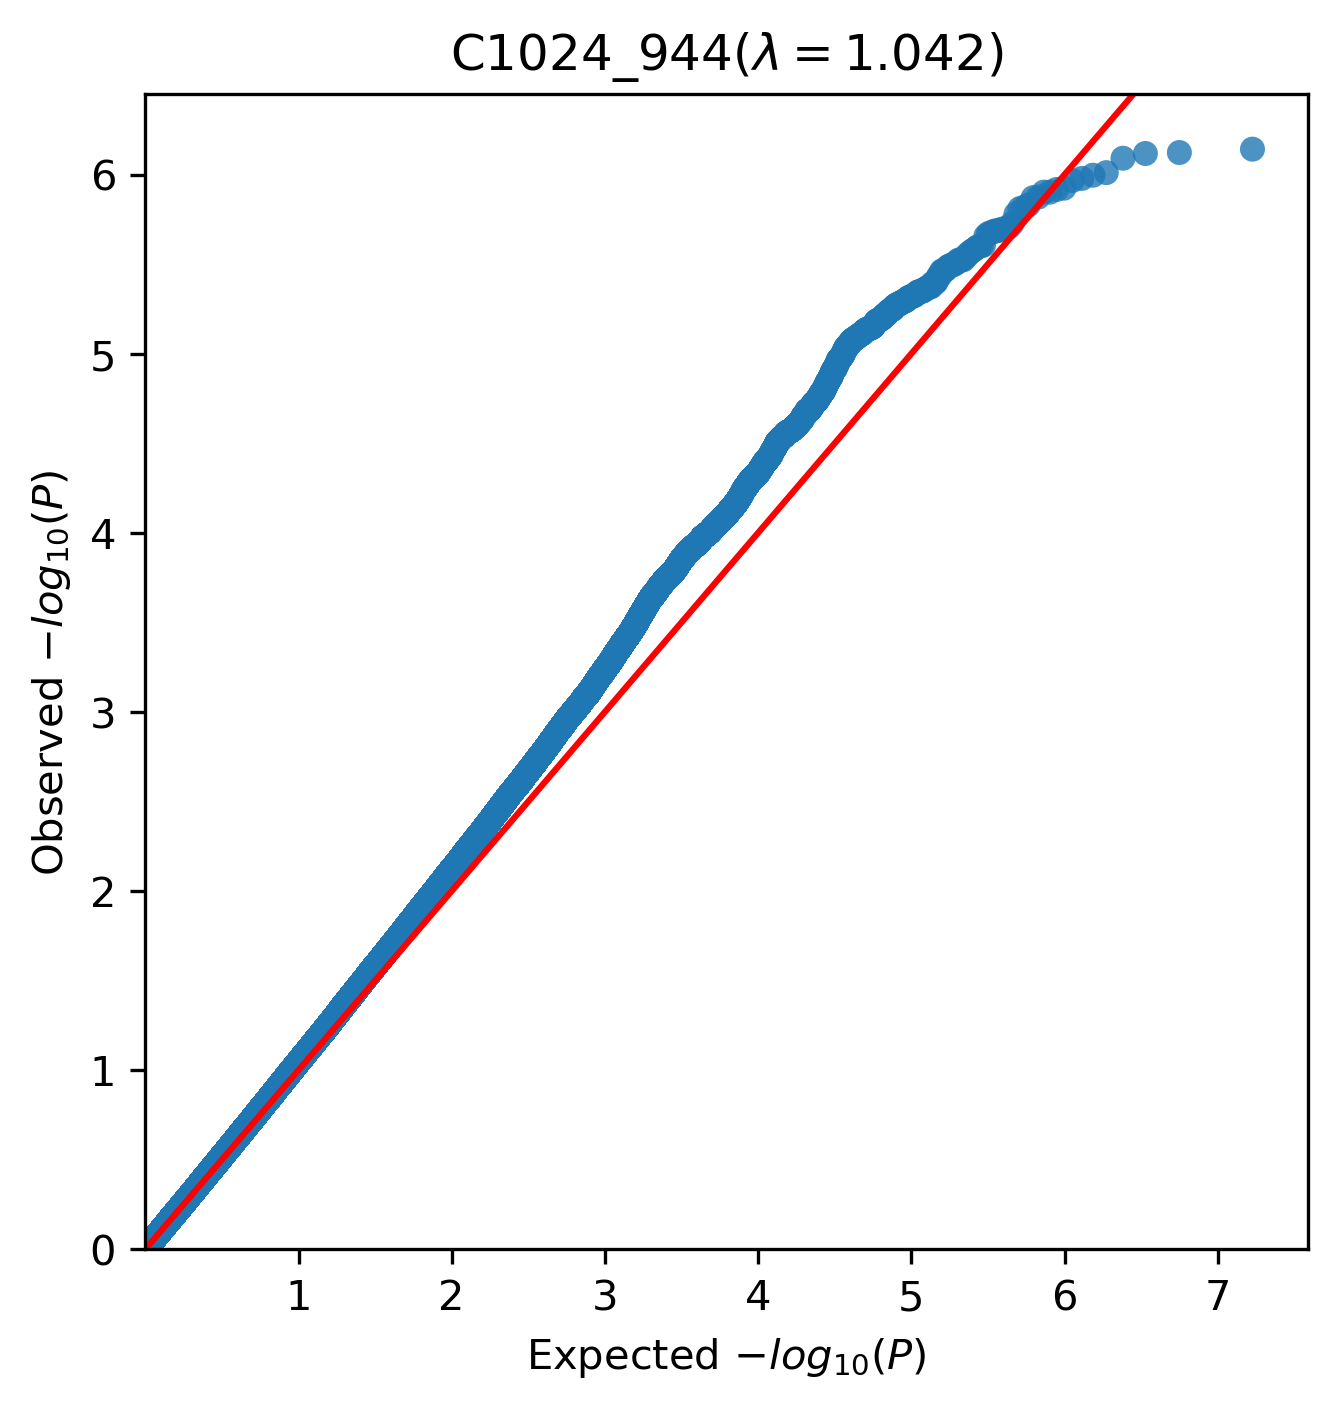 C1024_944(λ = 1.042)
Observed −log₁₀(P)
6
5
4
3
2
1
0
1 2 3 4 5 6 7
Expected −log₁₀(P)